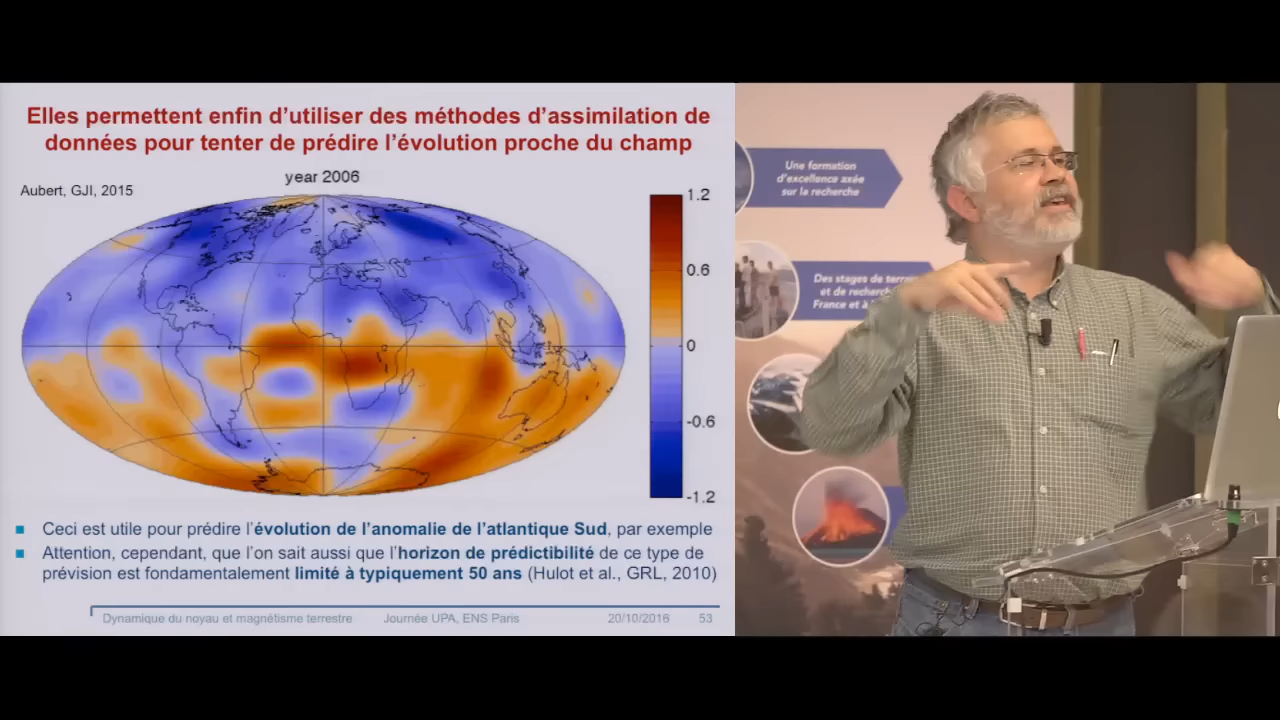 Elles permettent enfin d'utiliser des méthodes d'assimilation de
données pour tenter de prédire l'évolution proche du champ
year 2006
Aubert, GJI, 2015
1.2
0.6
0
-0.6
-1.2
Ceci est utile pour prédire l'évolution de l'anomalie de l'atlantique Sud, par exemple
Attention, cependant, que l'on sait aussi que l'horizon de prédictibilité de ce type de
prévision est fondamentalement limité à typiquement 50 ans (Hulot et al., GRL, 2010)
Dynamique du noyau et magnétisme terrestre Journée UPA, ENS Paris 20/10/2016 53
Une formation
d'excellence axée
sur la recherche
Des stages de
et de recherche
France et à